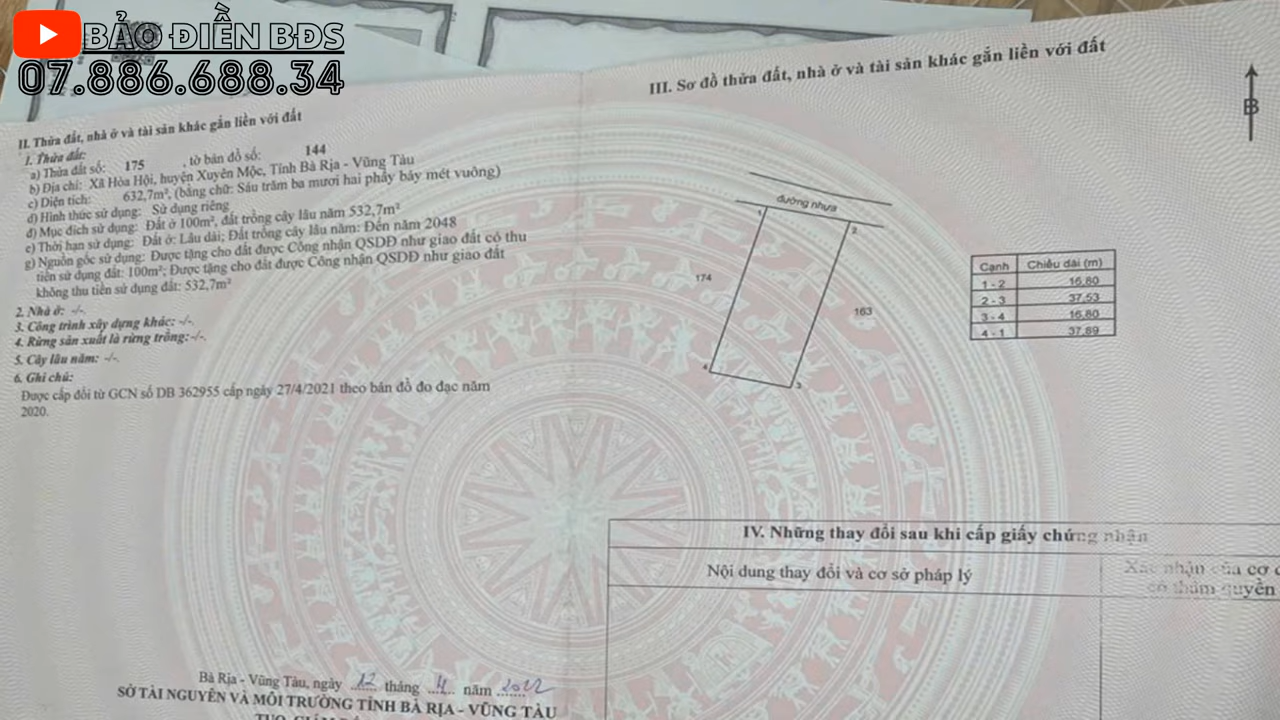 BẢO ĐIỀN BĐS
07.886.688.34
II. Thửa đất, nhà ở và tài sản khác gắn liền với đất
1. Thửa đất:
a) Thửa đất số: 175 , tờ bản đồ số: 144
b) Địa chỉ: Xã Hòa Hội, huyện Xuyên Mộc, Tỉnh Bà Rịa - Vũng Tàu
c) Diện tích: 632,7m², (bằng chữ: Sáu trăm ba mươi hai phẩy bảy mét vuông)
d) Hình thức sử dụng: Sử dụng riêng
đ) Mục đích sử dụng: Đất ở 100m², đất trồng cây lâu năm 532,7m²
e) Thời hạn sử dụng: Đất ở: Lâu dài; Đất trồng cây lâu năm: Đến năm 2048
g) Nguồn gốc sử dụng: Được tặng cho đất được Công nhận QSDĐ như giao đất có thu
tiền sử dụng đất: 100m²; Được tặng cho đất được Công nhận QSDĐ như giao đất
không thu tiền sử dụng đất: 532,7m²
2. Nhà ở: -/-.
3. Công trình xây dựng khác: -/-.
4. Rừng sản xuất là rừng trồng: -/-.
5. Cây lâu năm: -/-.
6. Ghi chú:
Được cấp đổi từ GCN số DB 362955 cấp ngày 27/4/2021 theo bản đồ đo đạc năm
2020.
Bà Rịa - Vũng Tàu, ngày 12 tháng 4 năm 2022
SỞ TÀI NGUYÊN VÀ MÔI TRƯỜNG TỈNH BÀ RỊA - VŨNG TÀU
III. Sơ đồ thửa đất, nhà ở và tài sản khác gắn liền với đất
B
đường nhựa
1
2
174
163
4
3
Cạnh Chiều dài (m)
1 - 2 16.80
2 - 3 37.53
3 - 4 16.80
4 - 1 37.89
IV. Những thay đổi sau khi cấp giấy chứng nhận
Nội dung thay đổi và cơ sở pháp lý
Xác nhận của cơ
có thẩm quyền